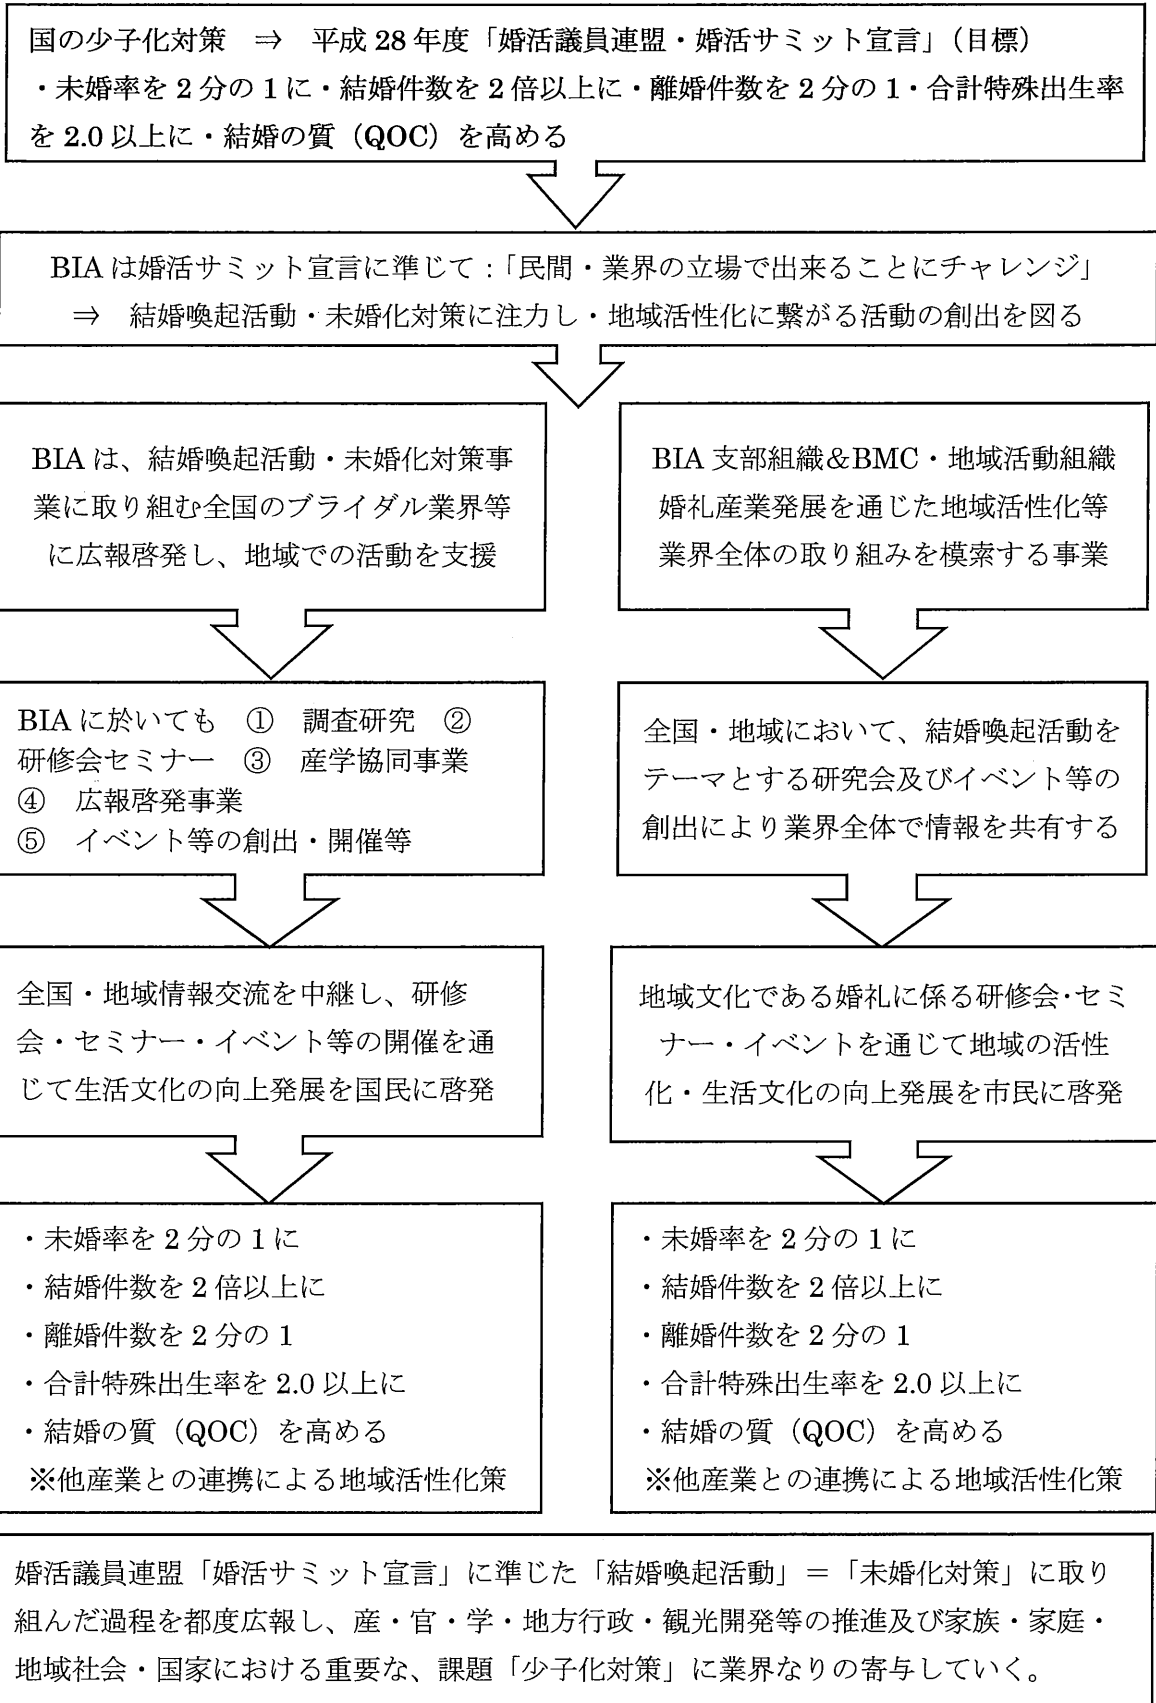 国の少子化対策　⇒　平成 28 年度「婚活議員連盟・婚活サミット宣言」（目標）
・未婚率を 2 分の 1 に・結婚件数を 2 倍以上に・離婚件数を 2 分の 1・合計特殊出生率
を 2.0 以上に・結婚の質（QOC）を高める
BIA は婚活サミット宣言に準じて：「民間・業界の立場で出来ることにチャレンジ」
⇒　結婚喚起活動・未婚化対策に注力し・地域活性化に繋がる活動の創出を図る
BIA は、結婚喚起活動・未婚化対策事
業に取り組む全国のブライダル業界等
に広報啓発し、地域での活動を支援
BIA 支部組織＆BMC・地域活動組織
婚礼産業発展を通じた地域活性化等
業界全体の取り組みを模索する事業
BIA に於いても　①　調査研究　②
研修会セミナー　③　産学協同事業
④　広報啓発事業
⑤　イベント等の創出・開催等
全国・地域において、結婚喚起活動を
テーマとする研究会及びイベント等の
創出により業界全体で情報を共有する
全国・地域情報交流を中継し、研修
会・セミナー・イベント等の開催を通
じて生活文化の向上発展を国民に啓発
地域文化である婚礼に係る研修会・セミ
ナー・イベントを通じて地域の活性
化・生活文化の向上発展を市民に啓発
・未婚率を 2 分の 1 に
・結婚件数を 2 倍以上に
・離婚件数を 2 分の 1
・合計特殊出生率を 2.0 以上に
・結婚の質（QOC）を高める
※他産業との連携による地域活性化策
・未婚率を 2 分の 1 に
・結婚件数を 2 倍以上に
・離婚件数を 2 分の 1
・合計特殊出生率を 2.0 以上に
・結婚の質（QOC）を高める
※他産業との連携による地域活性化策
婚活議員連盟「婚活サミット宣言」に準じた「結婚喚起活動」＝「未婚化対策」に取り
組んだ過程を都度広報し、産・官・学・地方行政・観光開発等の推進及び家族・家庭・
地域社会・国家における重要な、課題「少子化対策」に業界なりの寄与していく。